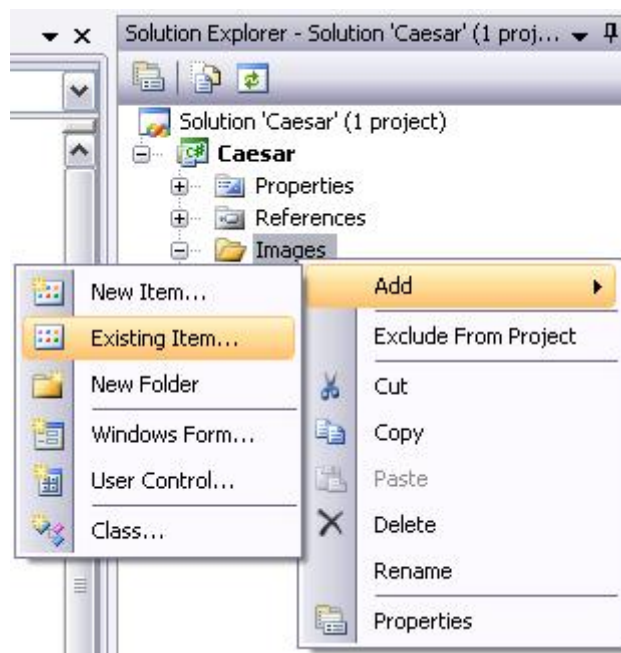 Solution Explorer - Solution 'Caesar' (1 proj...
Solution 'Caesar' (1 project)
Caesar
Properties
References
Images
New Item...
Existing Item...
New Folder
Windows Form...
User Control...
Class...
Add
Exclude From Project
Cut
Copy
Paste
Delete
Rename
Properties